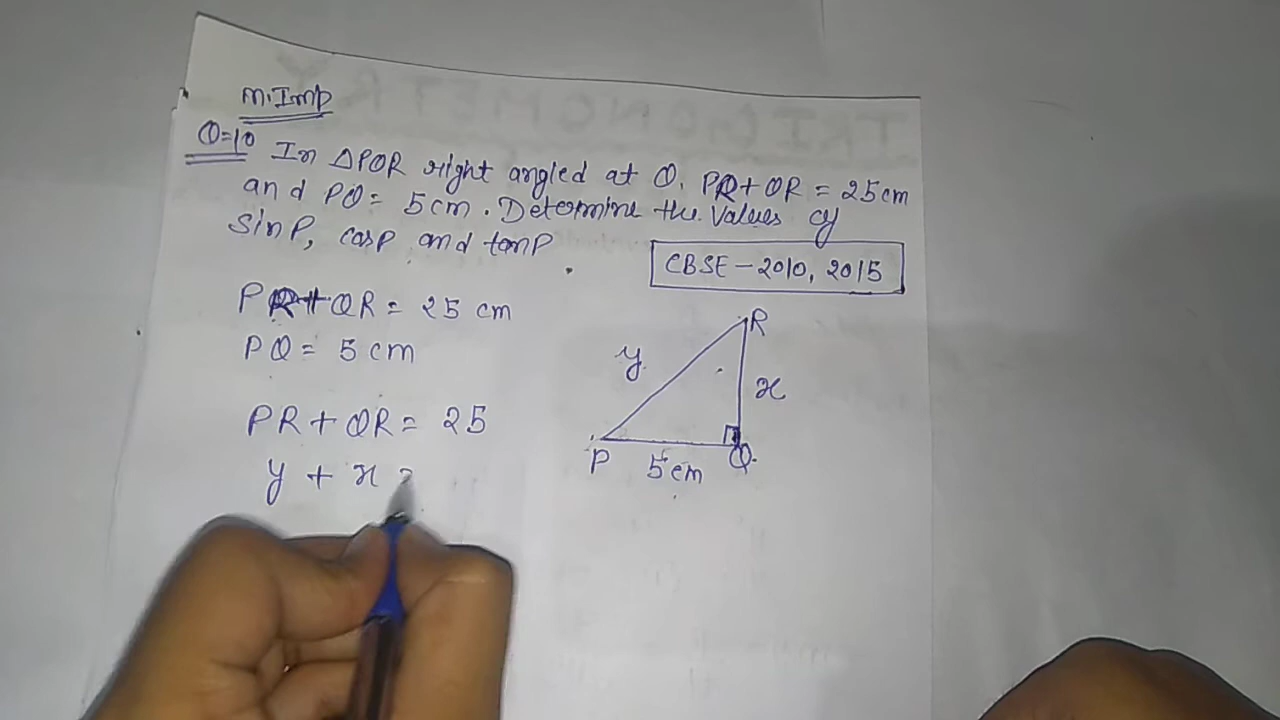 m.Imp
Q=10 In △PQR right angled at Q. PR+QR = 25cm
and PQ= 5cm. Determine the values of
SinP, cosP and tanP.
CBSE - 2010, 2015
PR+QR = 25 cm
PQ = 5 cm
PR + QR = 25
y + x =
R
y
x
P
5cm
Q